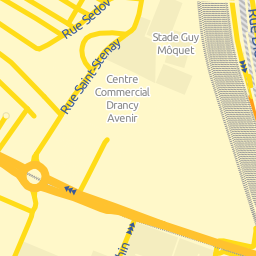 Rue Sedov
Stade Guy
Môquet
Rue Saint-Stenay
Centre
Commercial
Drancy
Avenir